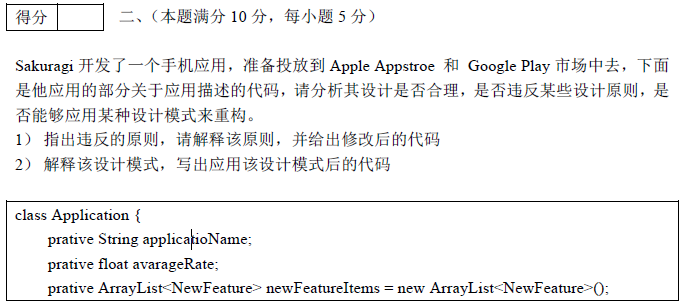 得分
二、（本题满分 10 分，每小题 5 分）
Sakuragi 开发了一个手机应用，准备投放到 Apple Appstroe 和 Google Play 市场中去，下面
是他应用的部分关于应用描述的代码，请分析其设计是否合理，是否违反某些设计原则，是
否能够应用某种设计模式来重构。
1） 指出违反的原则，请解释该原则，并给出修改后的代码
2） 解释该设计模式，写出应用该设计模式后的代码
class Application {
prative String applicatioName;
prative float avarageRate;
prative ArrayList<NewFeature> newFeatureItems = new ArrayList<NewFeature>();